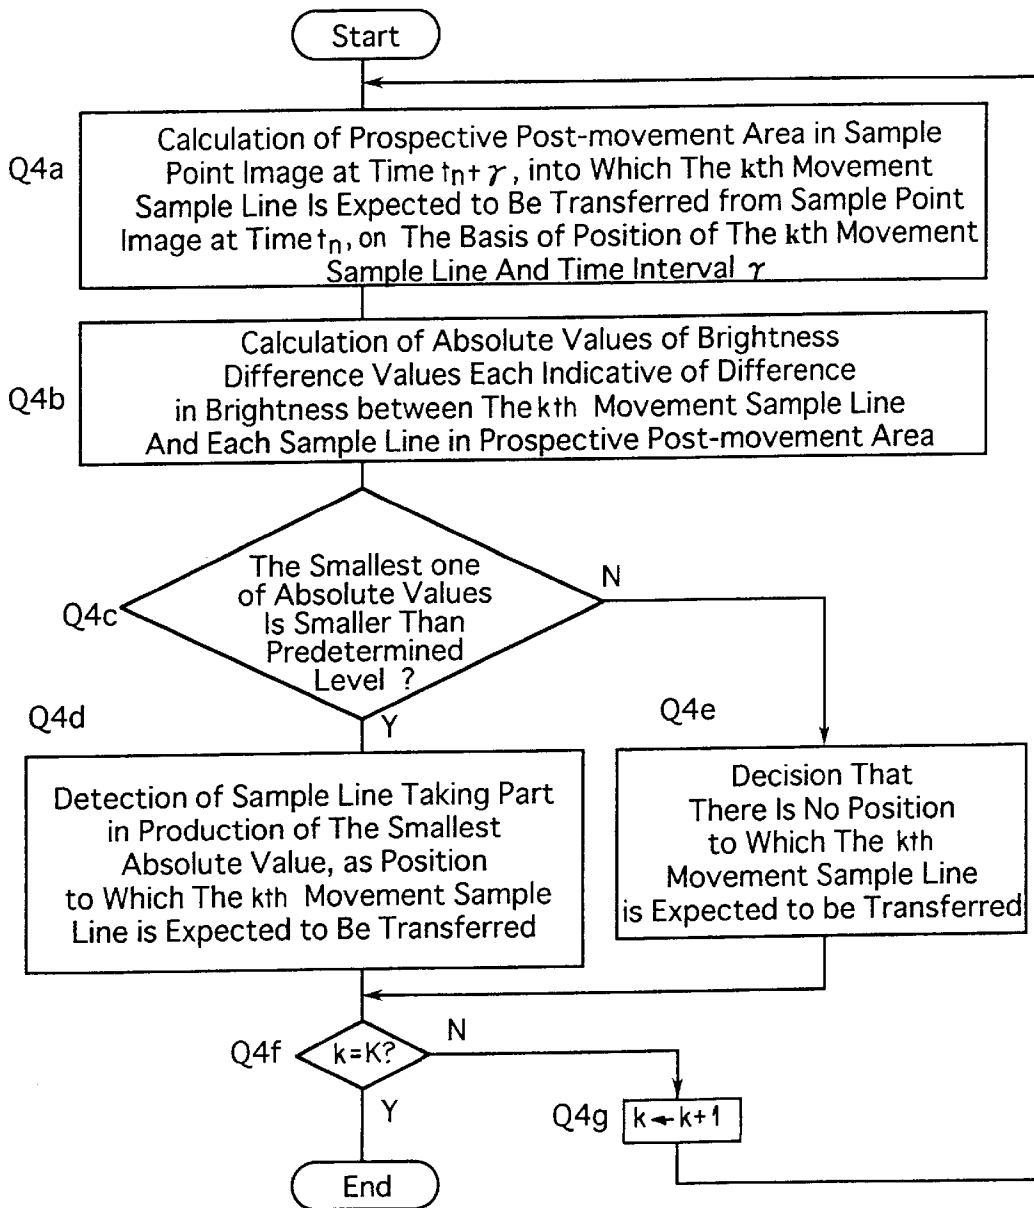 Start
Q4a
Calculation of Prospective Post-movement Area in Sample
Point Image at Time tn+ γ, into Which The kth Movement
Sample Line Is Expected to Be Transferred from Sample Point
Image at Time tn, on The Basis of Position of The kth Movement
Sample Line And Time Interval γ
Q4b
Calculation of Absolute Values of Brightness
Difference Values Each Indicative of Difference
in Brightness between The kth Movement Sample Line
And Each Sample Line in Prospective Post-movement Area
Q4c
The Smallest one
of Absolute Values
Is Smaller Than
Predetermined
Level ?
N
Y
Q4d
Detection of Sample Line Taking Part
in Production of The Smallest
Absolute Value, as Position
to Which The kth Movement Sample
Line is Expected to Be Transferred
Q4e
Decision That
There Is No Position
to Which The kth
Movement Sample Line
is Expected to be Transferred
Q4f
k=K?
N
Y
Q4g
k←k+1
End